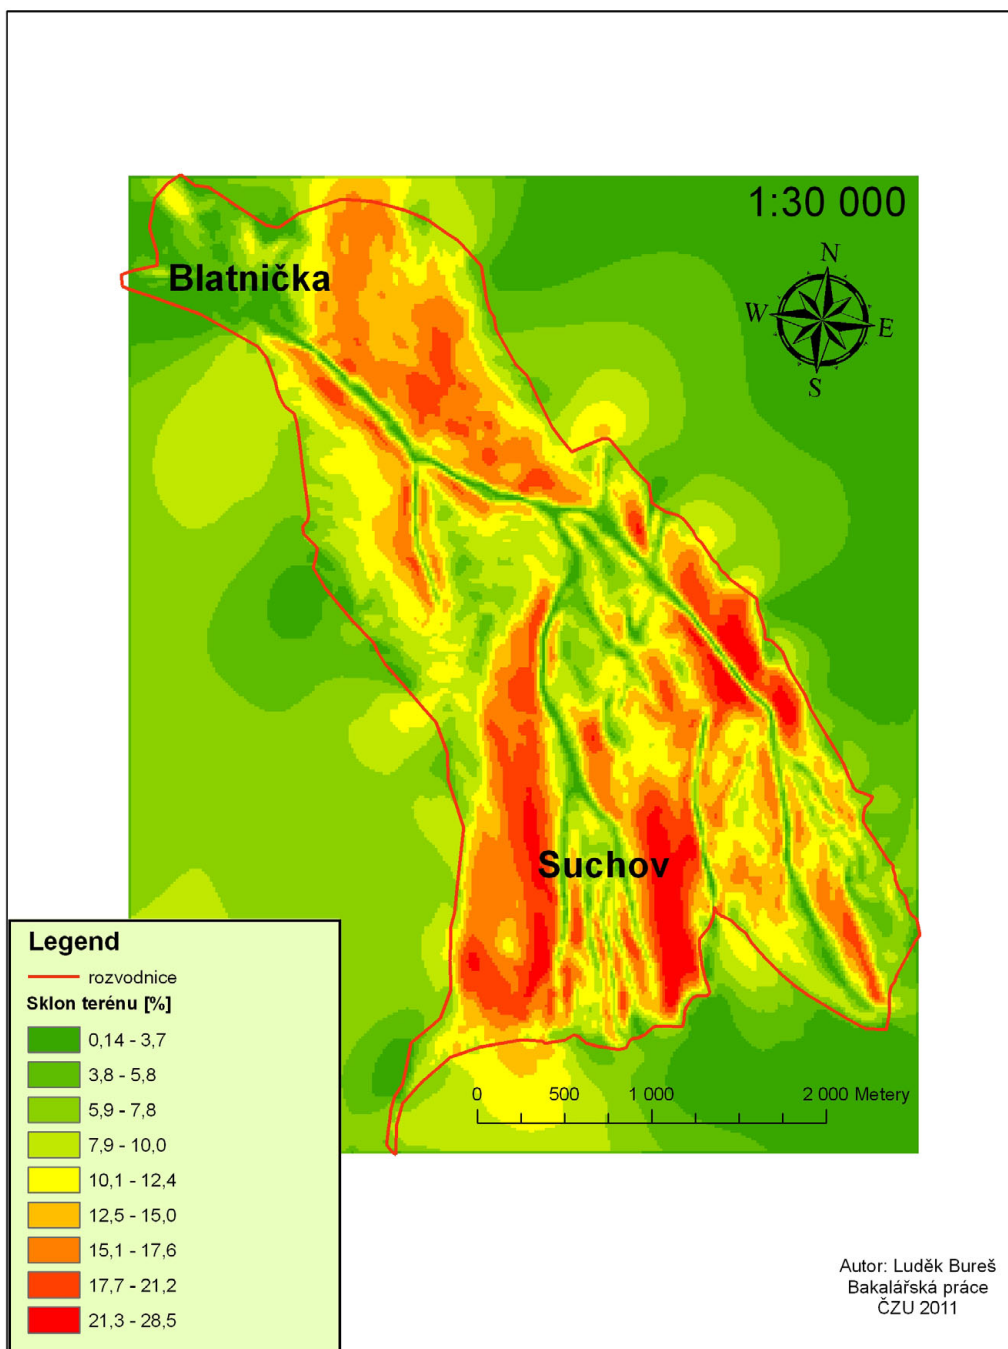 1:30 000
N
W
E
S
Blatnička
Suchov
0 500 1 000 2 000 Metery
Legend
rozvodnice
Sklon terénu [%]
0,14 - 3,7
3,8 - 5,8
5,9 - 7,8
7,9 - 10,0
10,1 - 12,4
12,5 - 15,0
15,1 - 17,6
17,7 - 21,2
21,3 - 28,5
Autor: Luděk Bureš
Bakalářská práce
ČZU 2011